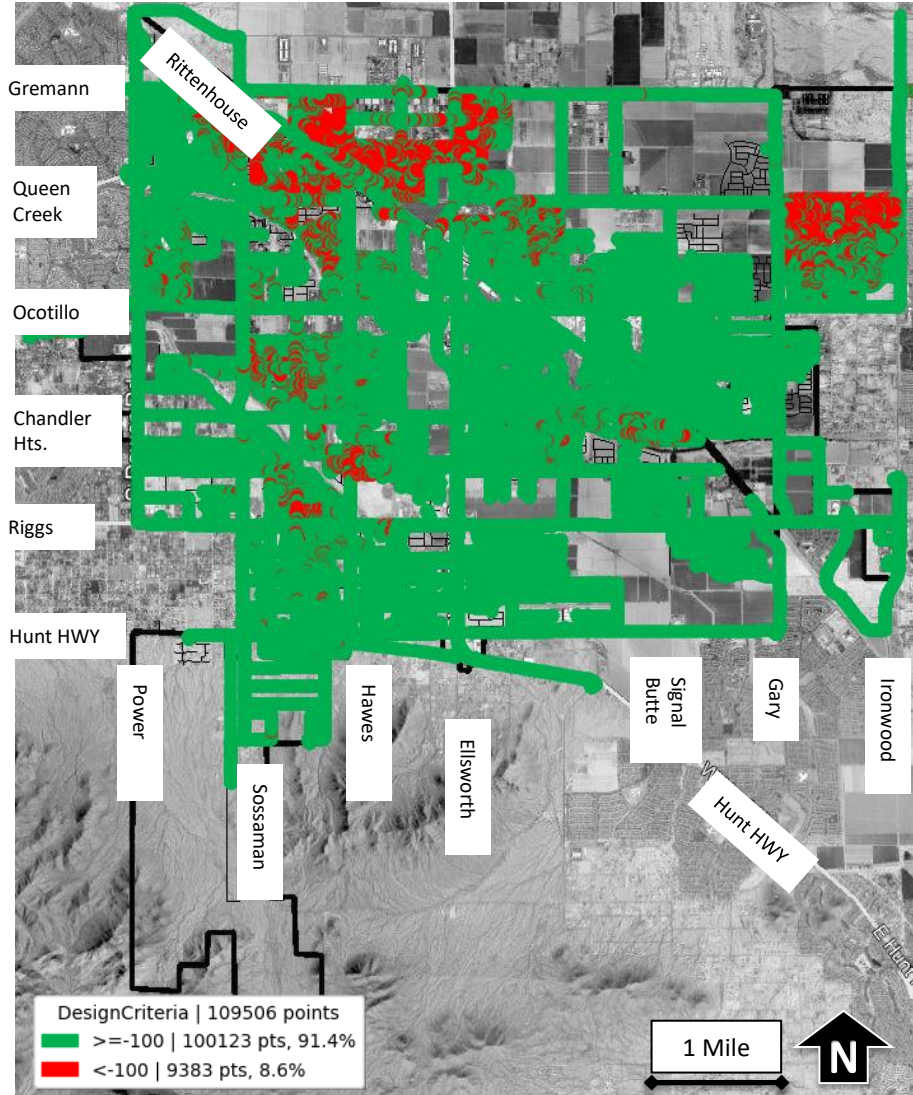 Rittenhouse
Gremann
Queen
Creek
Ocotillo
Chandler
Hts.
Riggs
Hunt HWY
Power
Sossaman
Hawes
Ellsworth
Signal
Butte
Gary
Ironwood
Hunt HWY
E Hunt
DesignCriteria | 109506 points
>=-100 | 100123 pts, 91.4%
<-100 | 9383 pts, 8.6%
1 Mile
N